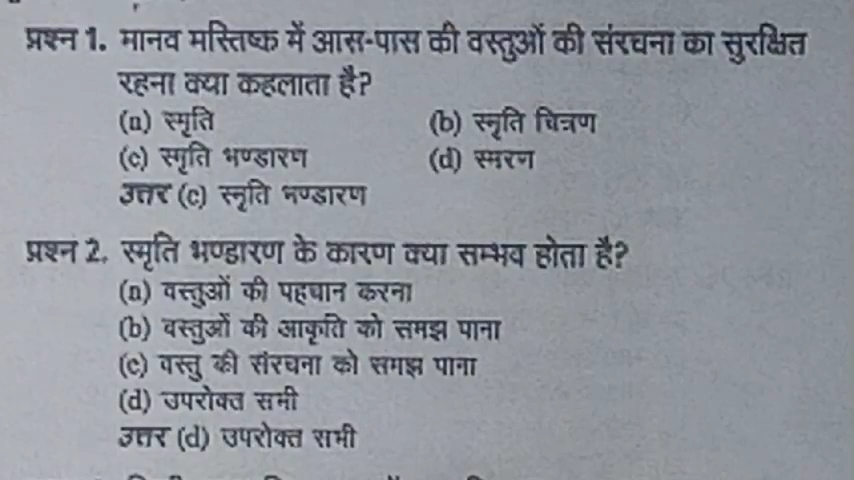 प्रश्न 1. मानव मस्तिष्क में आस-पास की वस्तुओं की संरचना का सुरक्षित
रहना क्या कहलाता है?
(a) स्मृति (b) स्मृति चित्रण
(c) स्मृति भण्डारण (d) स्मरण
उत्तर (c) स्मृति भण्डारण
प्रश्न 2. स्मृति भण्डारण के कारण क्या सम्भव होता है?
(a) वस्तुओं की पहचान करना
(b) वस्तुओं की आकृति को समझ पाना
(c) वस्तु की संरचना को समझ पाना
(d) उपरोक्त सभी
उत्तर (d) उपरोक्त सभी